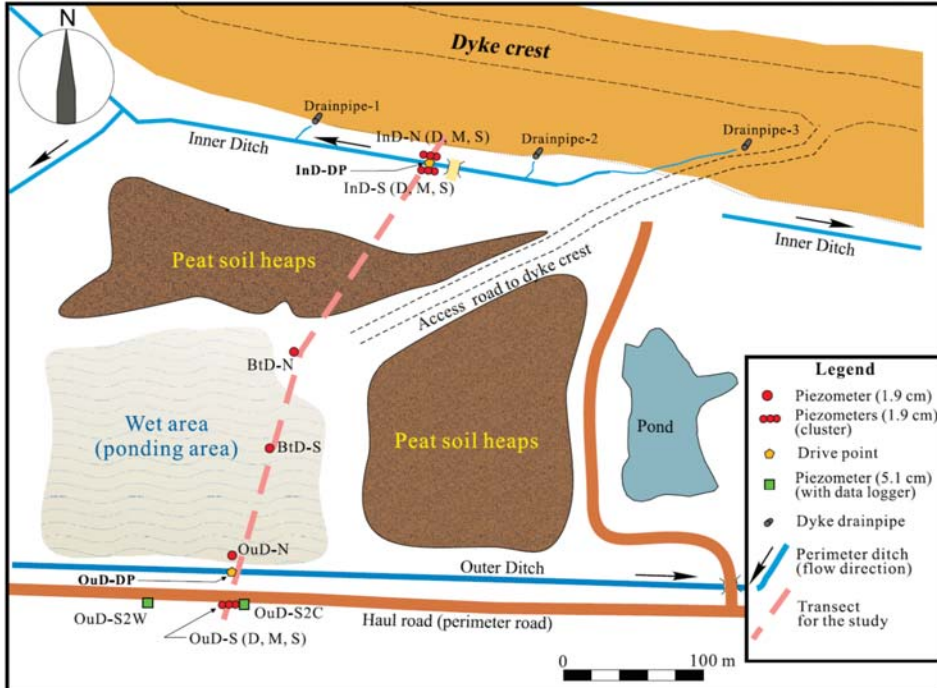 N
Dyke crest
Drainpipe-1
InD-N (D, M, S)
Drainpipe-2
Drainpipe-3
Inner Ditch
InD-DP
InD-S (D, M, S)
Inner Ditch
Peat soil heaps
Access road to dyke crest
BtD-N
Wet area
(ponding area)
BtD-S
Peat soil heaps
Pond
OuD-N
OuD-DP
Outer Ditch
OuD-S2W
OuD-S2C
Haul road (perimeter road)
OuD-S (D, M, S)
0
100 m
Legend
Piezometer (1.9 cm)
Piezometers (1.9 cm)
(cluster)
Drive point
Piezometer (5.1 cm)
(with data logger)
Dyke drainpipe
Perimeter ditch
(flow direction)
Transect
for the study